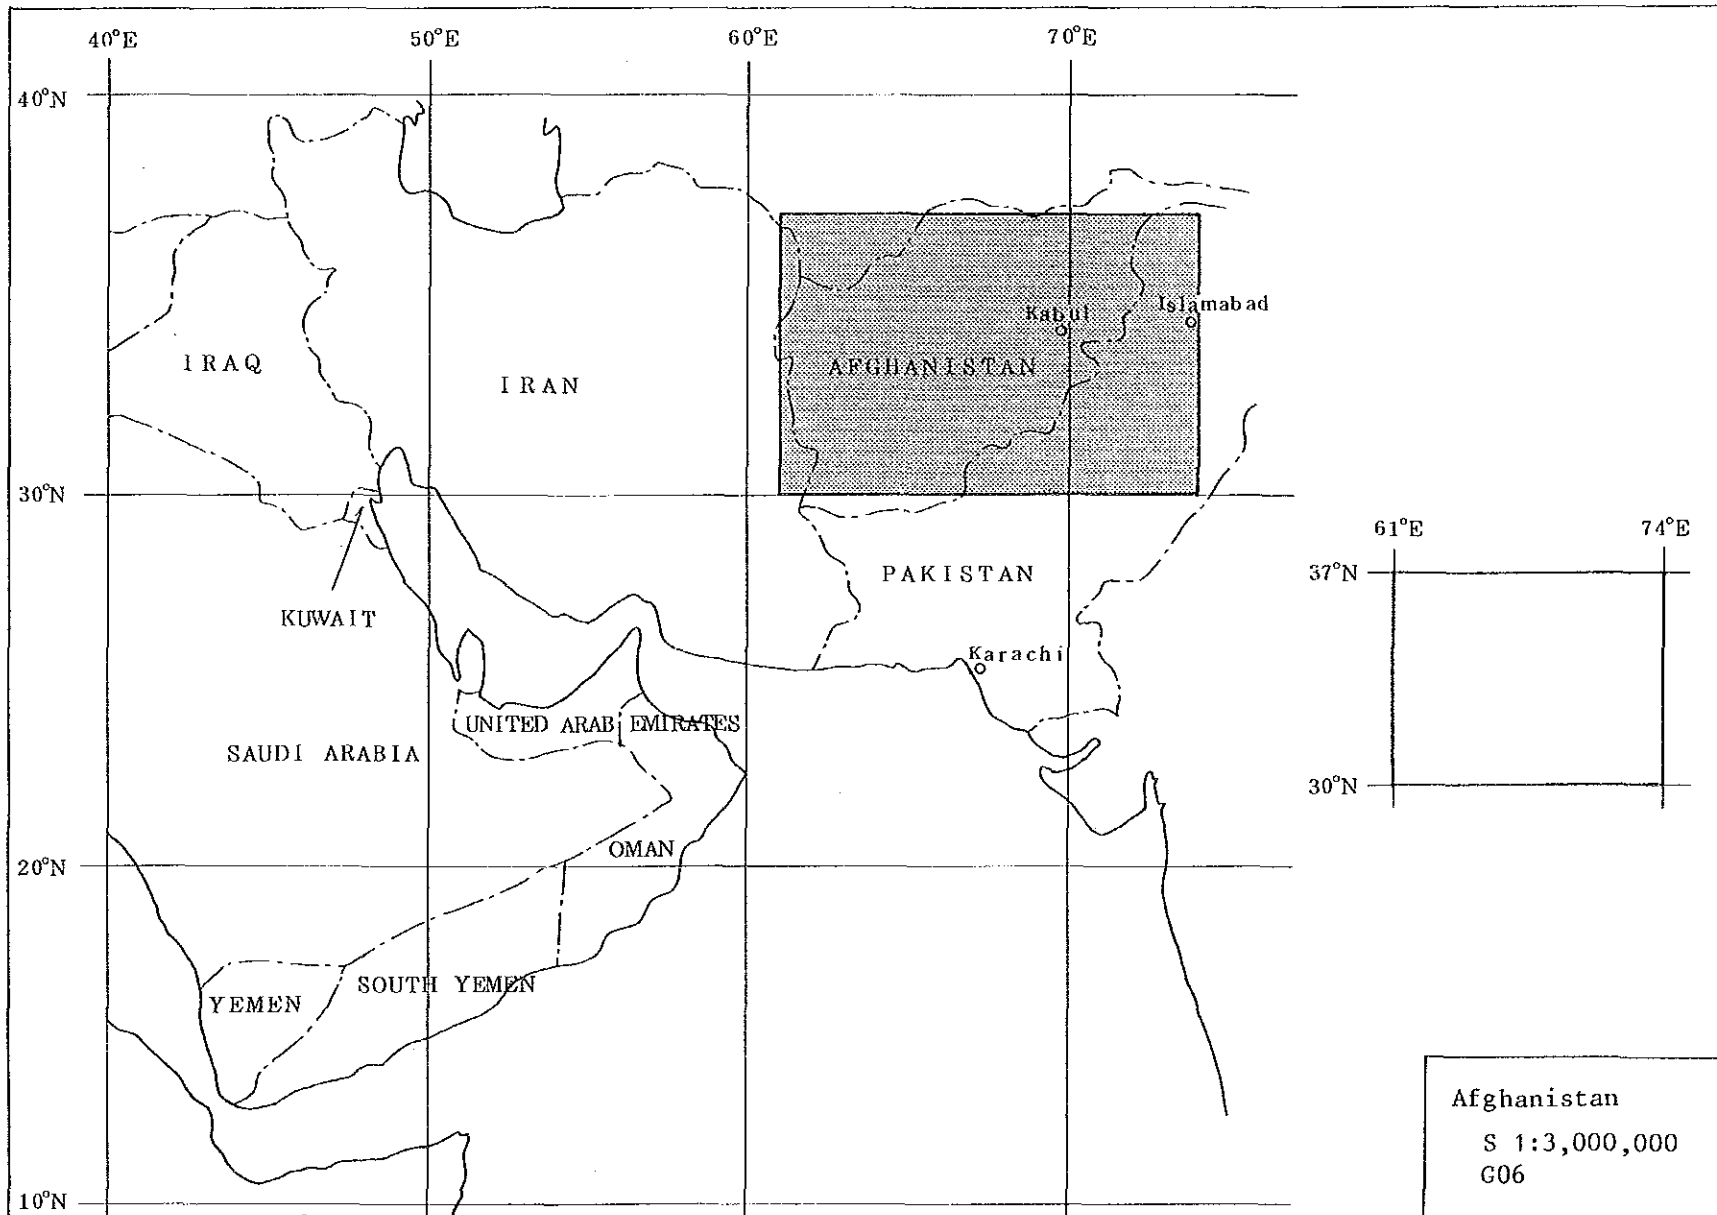 40°E 50°E 60°E 70°E
40°N
Kabul Islamabad
IRAQ IRAN AFGHANISTAN
30°N
61°E 74°E
37°N
PAKISTAN
KUWAIT
Karachi
UNITED ARAB EMIRATES
SAUDI ARABIA
30°N
OMAN
20°N
SOUTH YEMEN
YEMEN
Afghanistan
S 1:3,000,000
G06
10°N